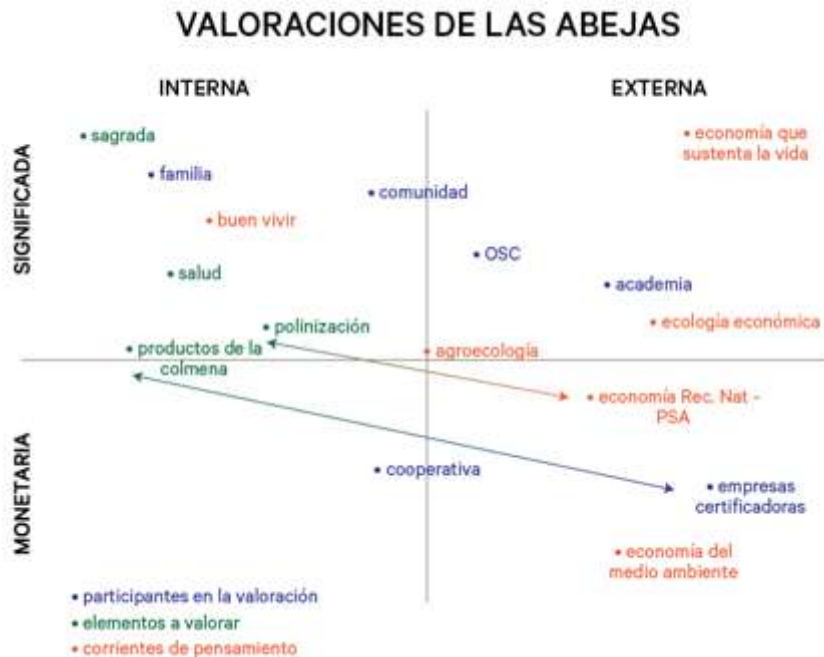 VALORACIONES DE LAS ABEJAS
INTERNA
EXTERNA
SIGNIFICADA
MONETARIA
• sagrada
• economía que
sustenta la vida
• familia
• comunidad
• buen vivir
• OSC
• salud
• academia
• polinización
• ecología económica
• productos de la
colmena
• agroecología
• economía Rec. Nat -
PSA
• cooperativa
• empresas
certificadoras
• economía del
medio ambiente
• participantes en la valoración
• elementos a valorar
• corrientes de pensamiento